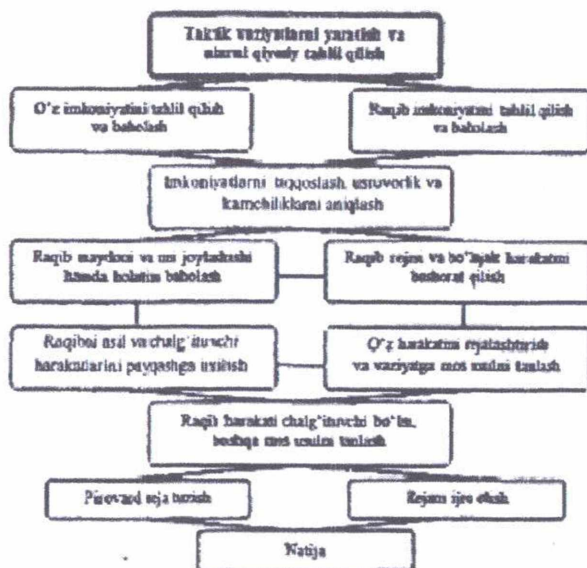 Taktik vaziyatlarni yaratish va
ularni qiyosiy tahlil qilish
O'z imkoniyatini tahlil qilish
va baholash
Raqib imkoniyatini tahlil qilish
va baholash
Imkoniyatlarni taqqoslash, ustuvorlik va
kamchiliklarni aniqlash
Raqib maydoni va uni joylashishi
hamda holatini baholash
Raqib rejasi va bo'lajak harakatini
bashorat qilish
Raqibni asil va chalg'ituvchi
harakatlarini payqashga intilish
O'z harakatini rejalashtirish
va vaziyatga mos usulni tanlash
Raqib harakati chalg'ituvchi bo'lsa,
boshqa mos usulni tanlash
Pirovard reja tuzish
Rejani ijro etish
Natija